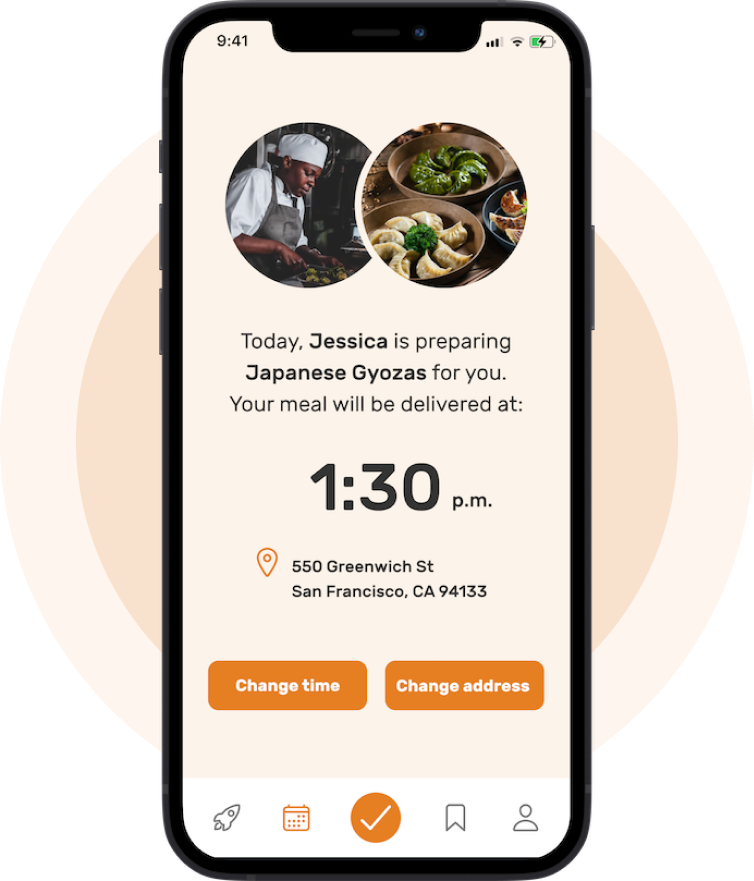 9:41
Today, Jessica is preparing
Japanese Gyozas for you.
Your meal will be delivered at:
1:30 p.m.
550 Greenwich St
San Francisco, CA 94133
Change time
Change address